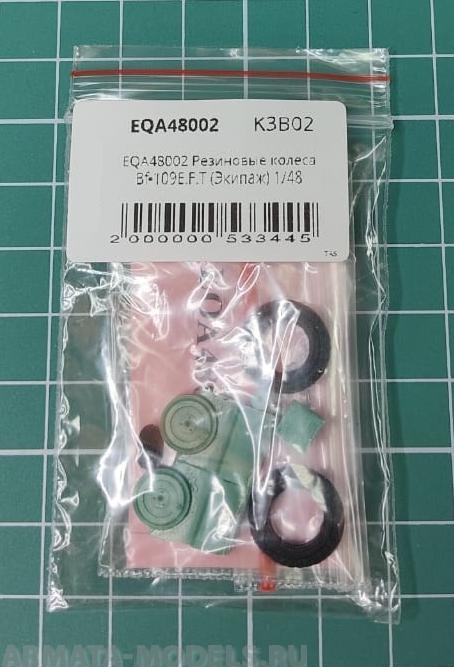 EQA48002 K3B02
EQA48002 Резиновые колеса
Bf-109E.F.T (Экипаж) 1/48
2 000000 533445
ARMATA-MODELS.RU